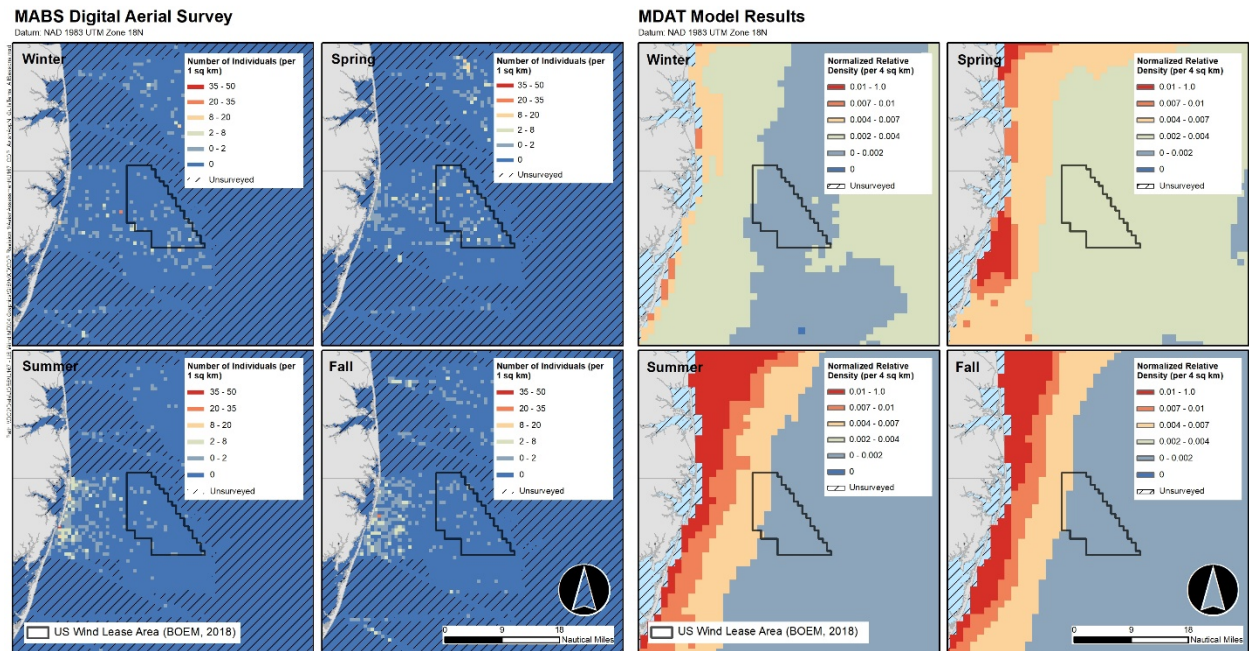 MABS Digital Aerial Survey
Datum: NAD 1983 UTM Zone 18N
Winter
Number of Individuals (per
1 sq km)
35 - 50
20 - 35
8 - 20
2 - 8
0 - 2
0
Unsurveyed
Spring
Number of Individuals (per
1 sq km)
35 - 50
20 - 35
8 - 20
2 - 8
0 - 2
0
Unsurveyed
Summer
Number of Individuals (per
1 sq km)
35 - 50
20 - 35
8 - 20
2 - 8
0 - 2
0
Unsurveyed
US Wind Lease Area (BOEM, 2018)
Fall
Number of Individuals (per
1 sq km)
35 - 50
20 - 35
8 - 20
2 - 8
0 - 2
0
Unsurveyed
0 9 18
Nautical Miles
MDAT Model Results
Datum: NAD 1983 UTM Zone 18N
Winter
Normalized Relative
Density (per 4 sq km)
0.01 - 1.0
0.007 - 0.01
0.004 - 0.007
0.002 - 0.004
0 - 0.002
0
Unsurveyed
Spring
Normalized Relative
Density (per 4 sq km)
0.01 - 1.0
0.007 - 0.01
0.004 - 0.007
0.002 - 0.004
0 - 0.002
0
Unsurveyed
Summer
Normalized Relative
Density (per 4 sq km)
0.01 - 1.0
0.007 - 0.01
0.004 - 0.007
0.002 - 0.004
0 - 0.002
0
Unsurveyed
US Wind Lease Area (BOEM, 2018)
Fall
Normalized Relative
Density (per 4 sq km)
0.01 - 1.0
0.007 - 0.01
0.004 - 0.007
0.002 - 0.004
0 - 0.002
0
Unsurveyed
0 9 18
Nautical Miles